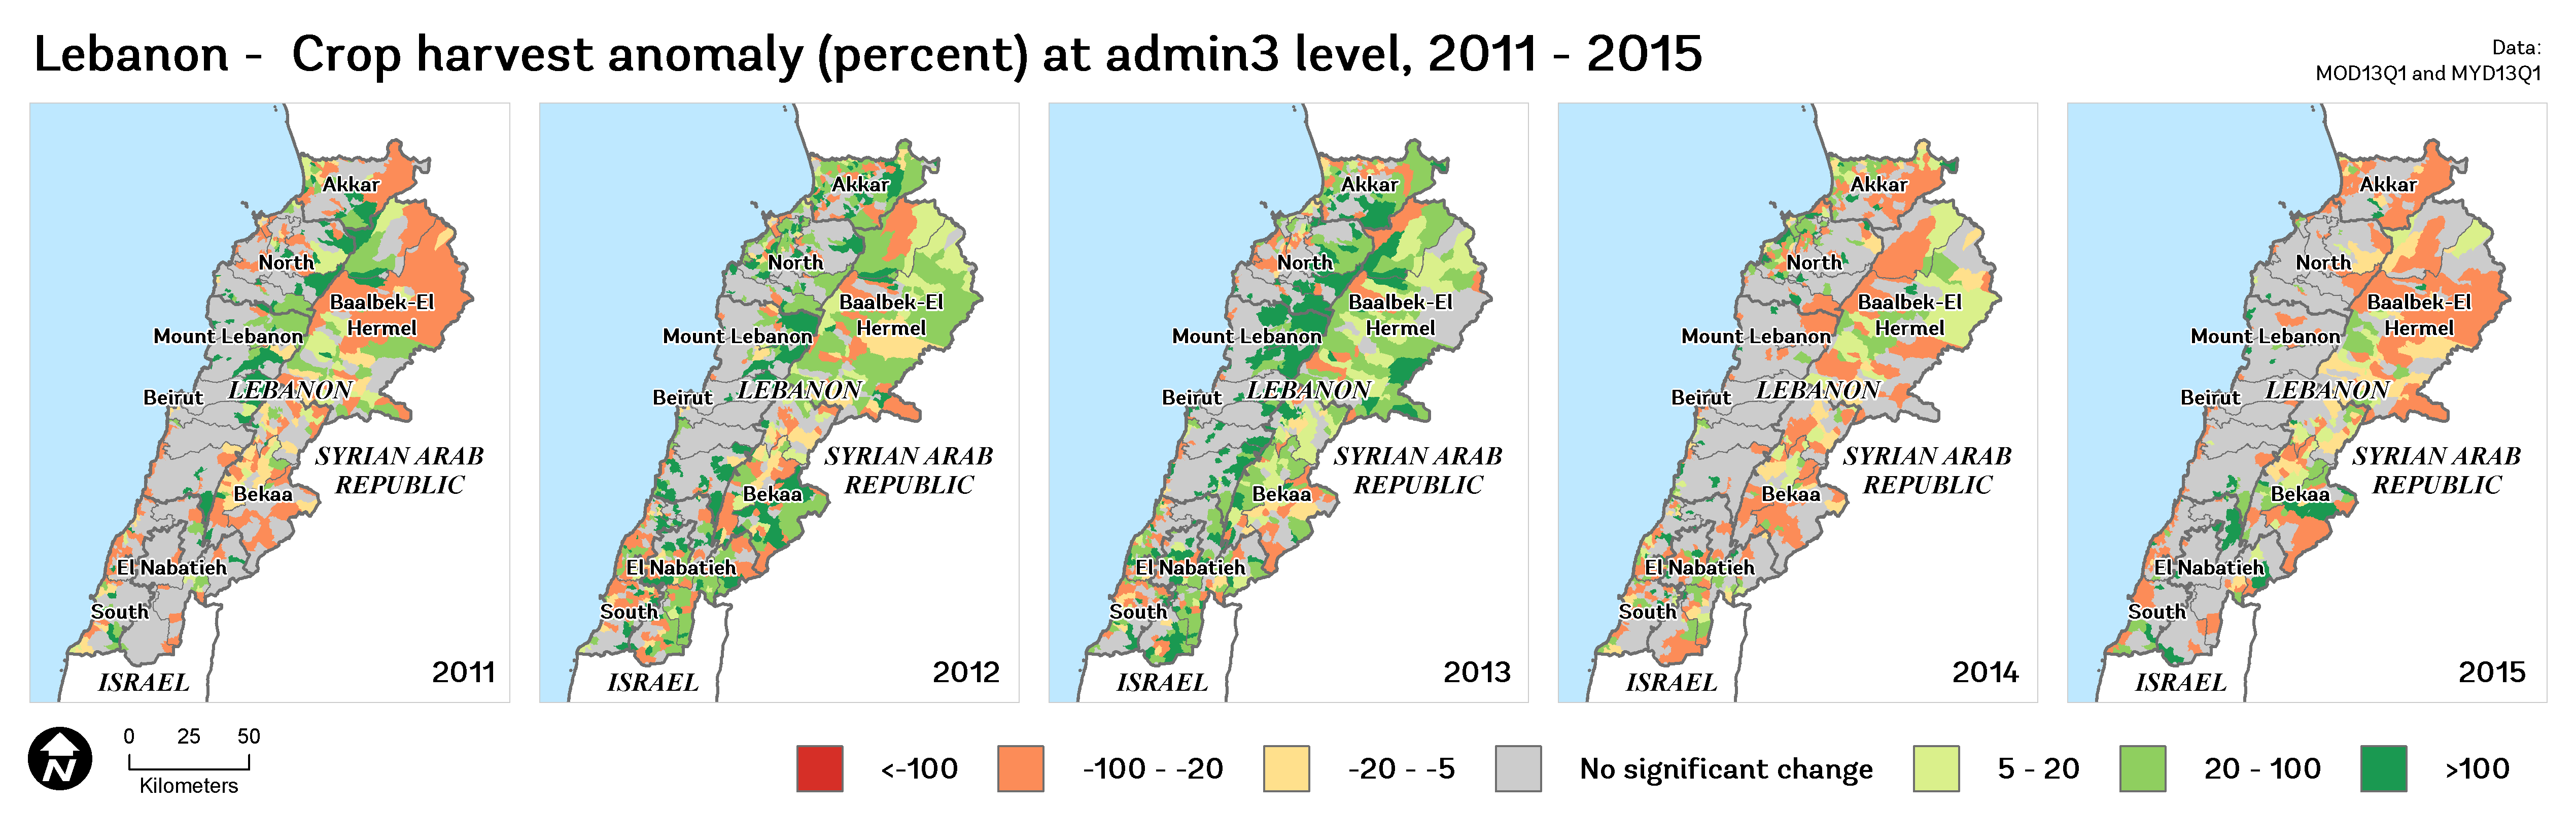 Lebanon - Crop harvest anomaly (percent) at admin3 level, 2011 - 2015
Data:
MOD13Q1 and MYD13Q1
Akkar
North
Baalbek-El
Hermel
Mount Lebanon
LEBANON
Beirut
SYRIAN ARAB
REPUBLIC
Bekaa
El Nabatieh
South
ISRAEL
2011
Akkar
North
Baalbek-El
Hermel
Mount Lebanon
LEBANON
Beirut
SYRIAN ARAB
REPUBLIC
Bekaa
El Nabatieh
South
ISRAEL
2012
Akkar
North
Baalbek-El
Hermel
Mount Lebanon
LEBANON
Beirut
SYRIAN ARAB
REPUBLIC
Bekaa
El Nabatieh
South
ISRAEL
2013
Akkar
North
Baalbek-El
Hermel
Mount Lebanon
LEBANON
Beirut
SYRIAN ARAB
REPUBLIC
Bekaa
El Nabatieh
South
ISRAEL
2014
Akkar
North
Baalbek-El
Hermel
Mount Lebanon
LEBANON
Beirut
SYRIAN ARAB
REPUBLIC
Bekaa
El Nabatieh
South
ISRAEL
2015
N
0 25 50
Kilometers
<-100 -100 - -20 -20 - -5 No significant change 5 - 20 20 - 100 >100